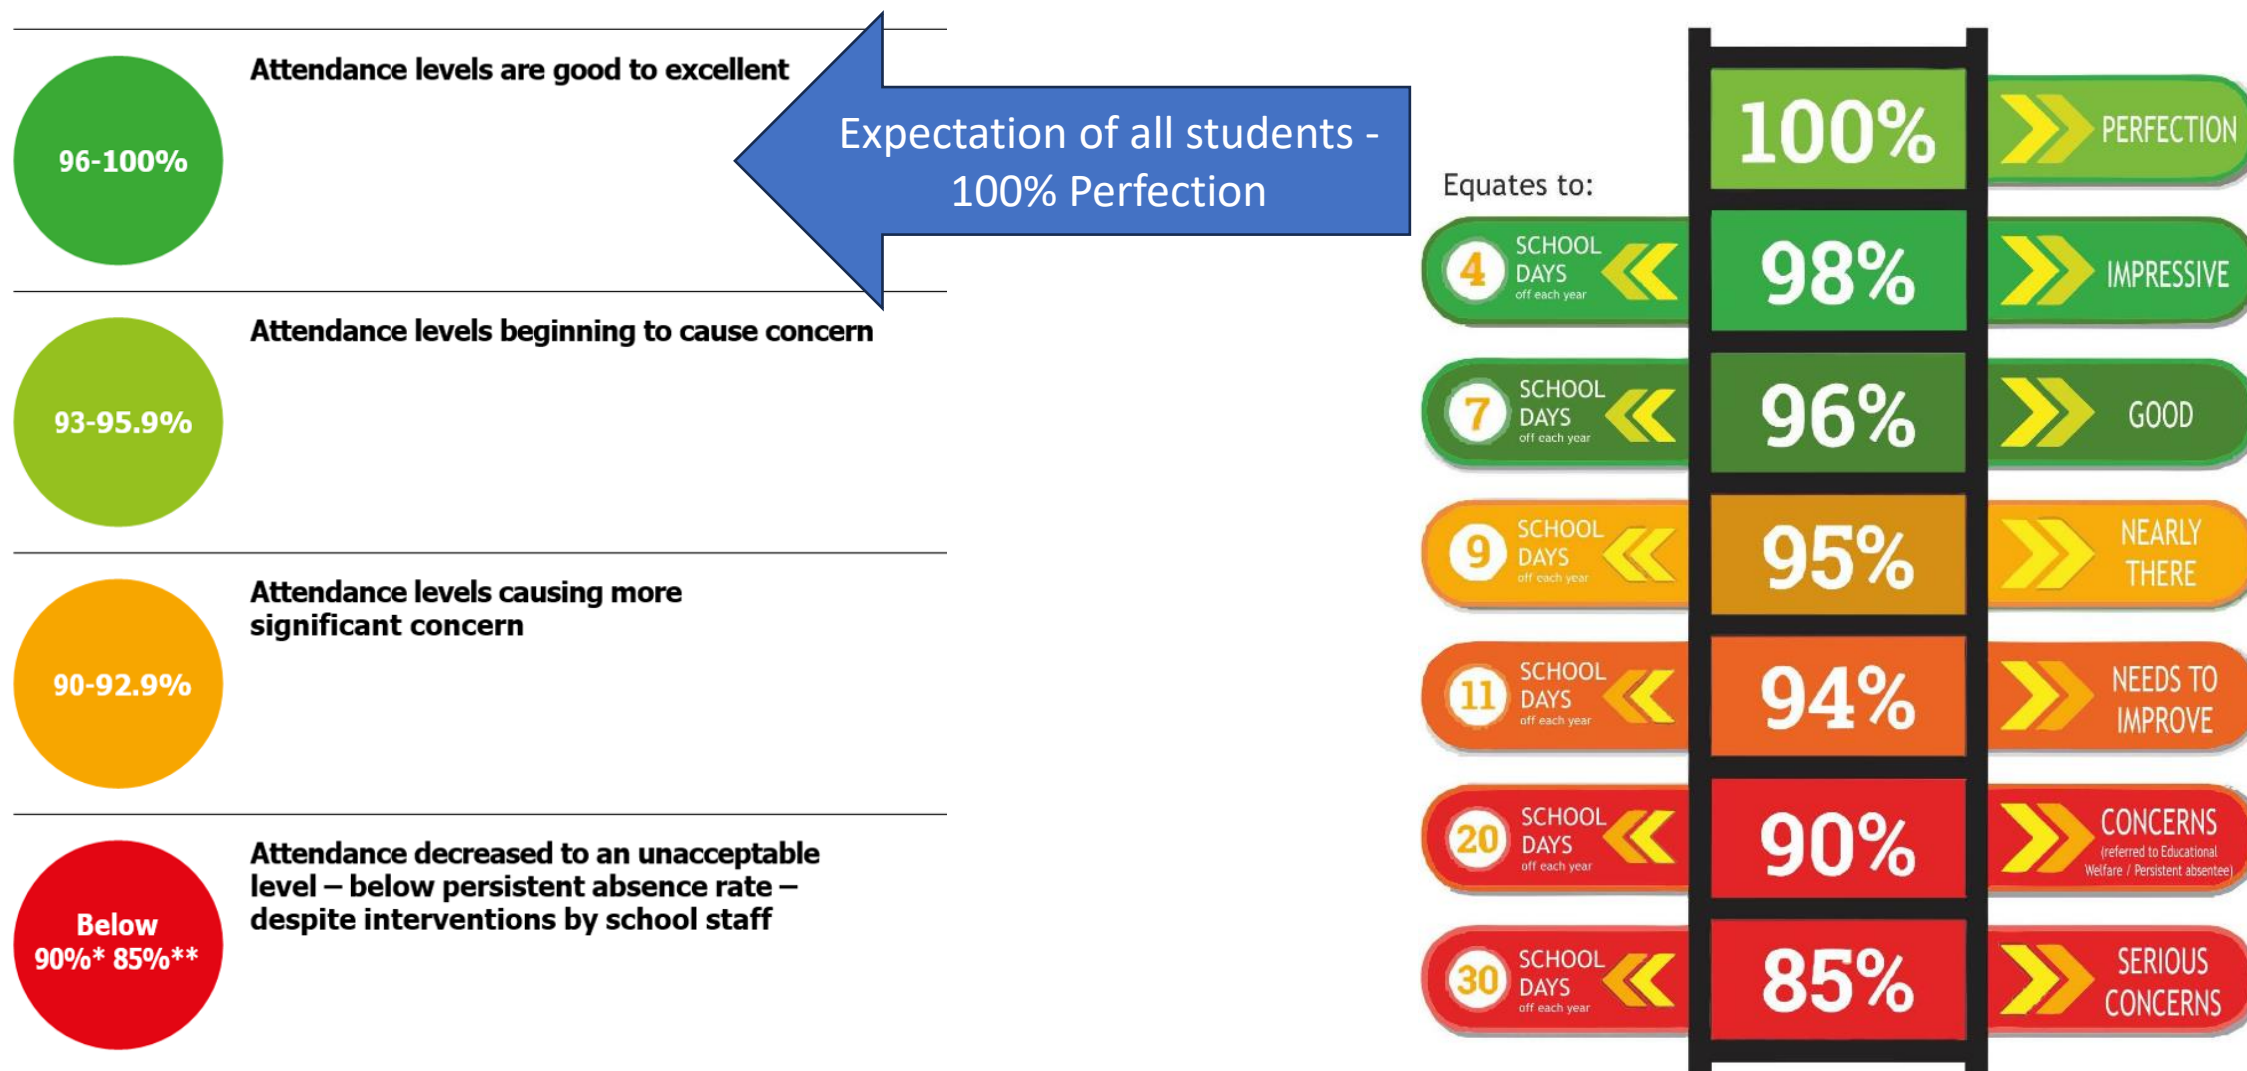 96-100%
Attendance levels are good to excellent
93-95.9%
Attendance levels beginning to cause concern
90-92.9%
Attendance levels causing more
significant concern
Below
90%* 85%**
Attendance decreased to an unacceptable
level – below persistent absence rate –
despite interventions by school staff
Expectation of all students -
100% Perfection
Equates to:
100%
PERFECTION
4
SCHOOL
DAYS
off each year
98%
IMPRESSIVE
7
SCHOOL
DAYS
off each year
96%
GOOD
9
SCHOOL
DAYS
off each year
95%
NEARLY
THERE
11
SCHOOL
DAYS
off each year
94%
NEEDS TO
IMPROVE
20
SCHOOL
DAYS
off each year
90%
CONCERNS
(referred to Educational
Welfare / Persistent absentee)
30
SCHOOL
DAYS
off each year
85%
SERIOUS
CONCERNS